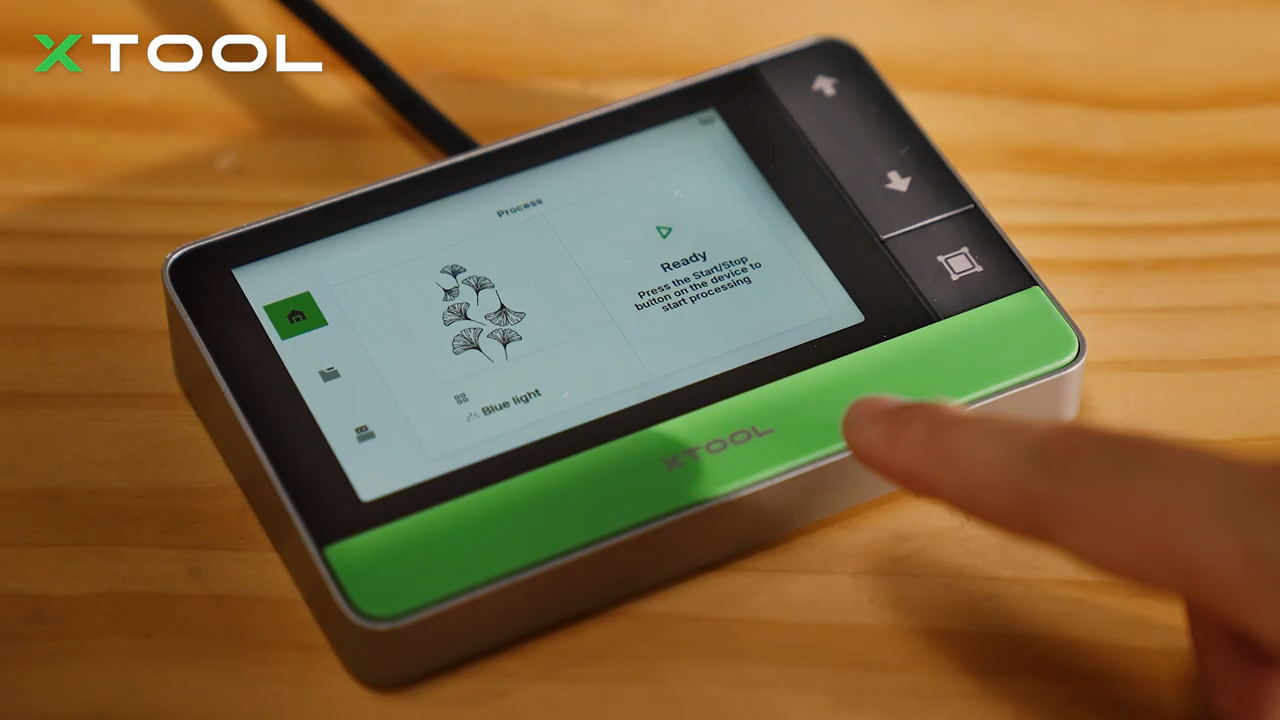 XTOOL
Process
Ready
Press the Start/Stop
button on the device to
start processing
Blue light
XTOOL